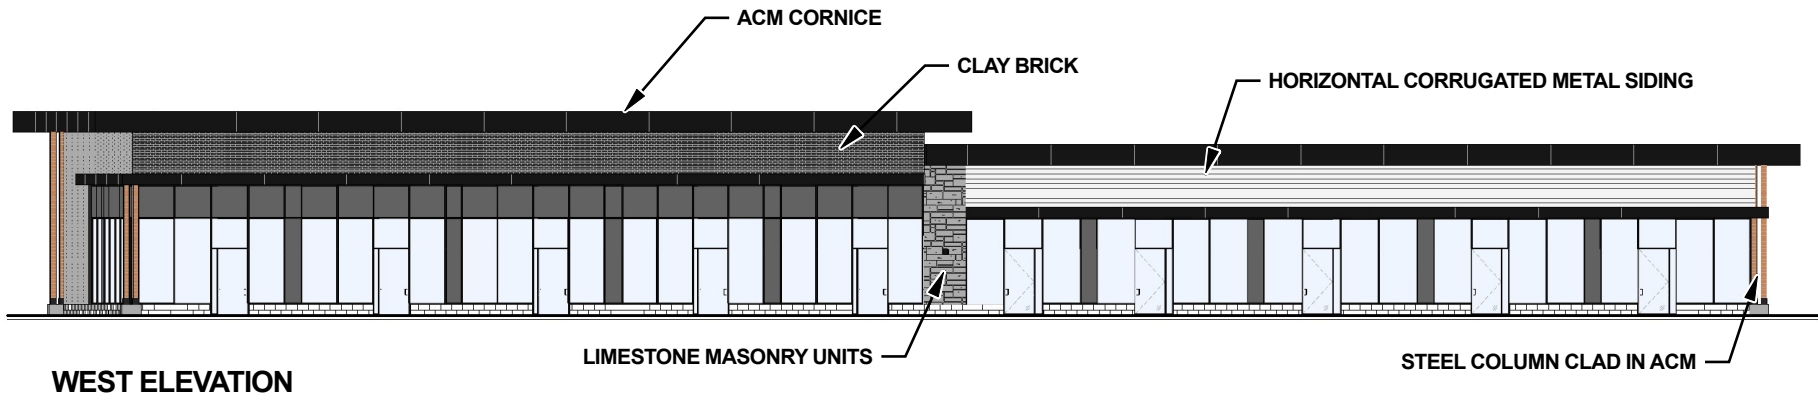 ACM CORNICE
CLAY BRICK
HORIZONTAL CORRUGATED METAL SIDING
LIMESTONE MASONRY UNITS
STEEL COLUMN CLAD IN ACM
WEST ELEVATION